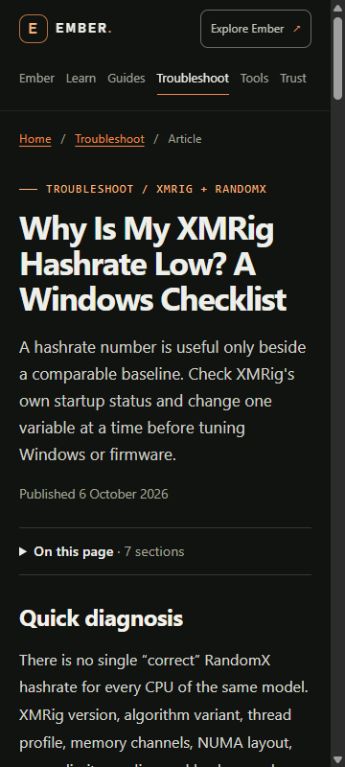 E EMBER.
Explore Ember ↗
Ember Learn Guides Troubleshoot Tools Trust
Home / Troubleshoot / Article
TROUBLESHOOT / XMRIG + RANDOMX
Why Is My XMRig
Hashrate Low? A
Windows Checklist
A hashrate number is useful only beside
a comparable baseline. Check XMRig's
own startup status and change one
variable at a time before tuning
Windows or firmware.
Published 6 October 2026
On this page · 7 sections
Quick diagnosis
There is no single “correct” RandomX
hashrate for every CPU of the same model.
XMRig version, algorithm variant, thread
profile, memory channels, NUMA layout,